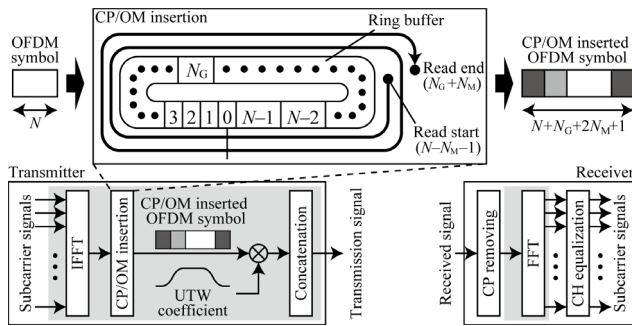 CP/OM insertion
OFDM
symbol
N
Ring buffer
N_G
3 2 1 0 N–1 N–2
Read end
(N_G+N_M)
Read start
(N–N_M–1)
CP/OM inserted
OFDM symbol
N+N_G+2N_M+1
Transmitter
Subcarrier signals
IFFT
CP/OM insertion
CP/OM inserted
OFDM symbol
UTW
coefficient
Concatenation
Transmission signal
Receiver
Received signal
CP removing
FFT
Subcarrier signals
CH equalization